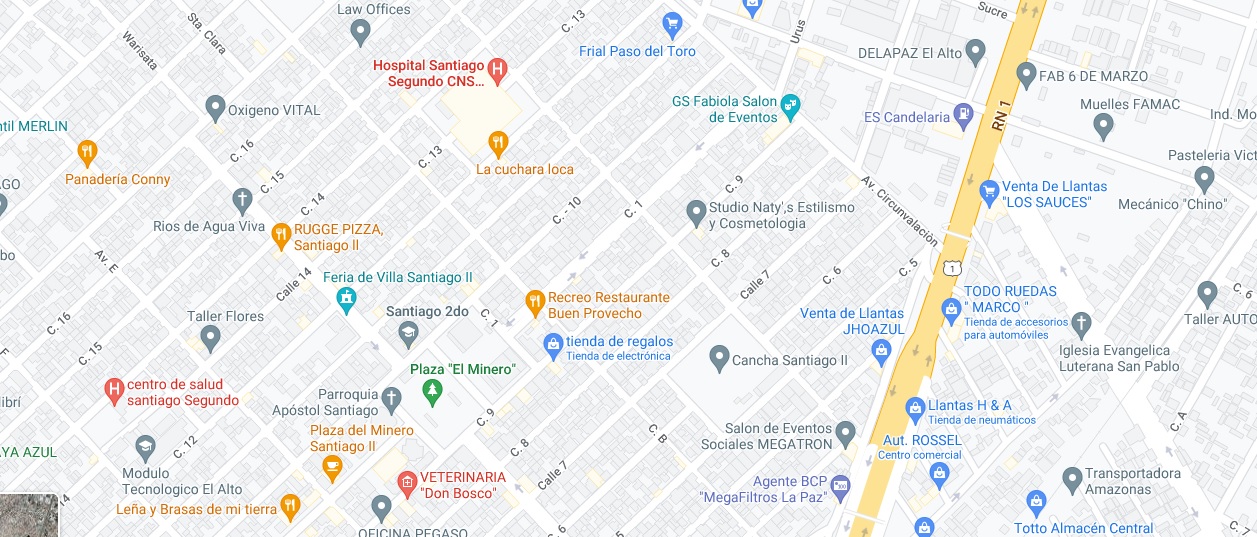 Law Offices
C. 13
Sucre
Sta. Clara
Warisata
Urus
Frial Paso del Toro
DELAPAZ El Alto
Hospital Santiago
Segundo CNS...
FAB 6 DE MARZO
RN 1
Oxigeno VITAL
GS Fabiola Salon
de Eventos
ES Candelaria
Muelles FAMAC
Ind. Mo
ntil MERLIN
C. 16
C. 13
La cuchara loca
Panadería Conny
C. 15
C. 9
Pasteleria Vict
Venta De Llantas
"LOS SAUCES"
Mecánico "Chino"
AGO
C. 14
C. - 10
C. 1
Av. Circunvalación
Studio Naty',s Estilismo
y Cosmetologia
Rios de Agua Viva
RUGGE PIZZA,
Santiago II
bo
Av. E
C. 8
C. 6
C. 5
1
Calle 14
Calle 7
Feria de Villa Santiago II
C. 6
TODO RUEDAS
" MARCO "
Tienda de accesorios
para automóviles
Recreo Restaurante
Buen Provecho
Santiago 2do
C. 1
Taller Flores
C. 16
Venta de Llantas
JHOAZUL
Taller AUTO
tienda de regalos
Tienda de electrónica
C. 15
F
Iglesia Evangelica
Luterana San Pablo
Cancha Santiago II
Plaza "El Minero"
centro de salud
santiago Segundo
Parroquia
Apóstol Santiago
librí
Llantas H & A
Tienda de neumáticos
C. 9
C. A
Plaza del Minero
Santiago II
Salon de Eventos
Sociales MEGATRON
C. B
C. 12
C. 8
Aut. ROSSEL
Centro comercial
AYA AZUL
Modulo
Tecnologico El Alto
VETERINARIA
"Don Bosco"
Calle 7
Agente BCP
"MegaFiltros La Paz"
Transportadora
Amazonas
14
Leña y Brasas de mi tierra
OFICINA PEGASO
C. 6
Totto Almacén Central
C. 7